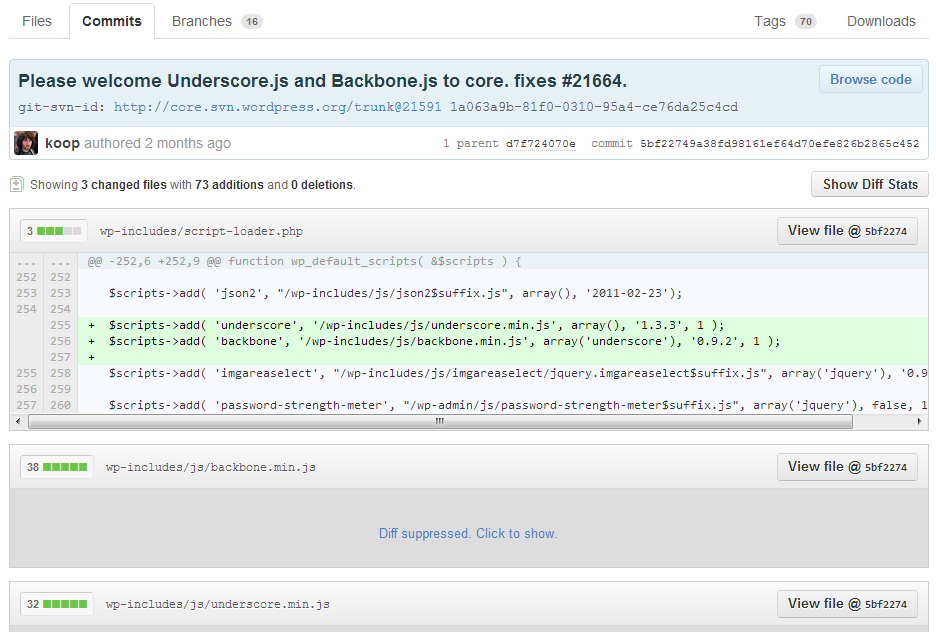 Files Commits Branches 16 Tags 70 Downloads
Please welcome Underscore.js and Backbone.js to core. fixes #21664. Browse code
git-svn-id: http://core.svn.wordpress.org/trunk@21591 1a063a9b-81f0-0310-95a4-ce76da25c4cd
koop authored 2 months ago 1 parent d7f724070e commit 5bf22749a38fd98161ef64d70efe826b2865c452
Showing 3 changed files with 73 additions and 0 deletions. Show Diff Stats
3 wp-includes/script-loader.php View file @ 5bf2274
... ... @@ -252,6 +252,9 @@ function wp_default_scripts( &$scripts ) {
252 252
253 253 $scripts->add( 'json2', "/wp-includes/js/json2$suffix.js", array(), '2011-02-23');
254 254
255 + $scripts->add( 'underscore', '/wp-includes/js/underscore.min.js', array(), '1.3.3', 1 );
256 + $scripts->add( 'backbone', '/wp-includes/js/backbone.min.js', array('underscore'), '0.9.2', 1 );
257 +
255 258 $scripts->add( 'imgareaselect', "/wp-includes/js/imgareaselect/jquery.imgareaselect$suffix.js", array('jquery'), '0.9
256 259
257 260 $scripts->add( 'password-strength-meter', "/wp-admin/js/password-strength-meter$suffix.js", array('jquery'), false, 1
38 wp-includes/js/backbone.min.js View file @ 5bf2274
Diff suppressed. Click to show.
32 wp-includes/js/underscore.min.js View file @ 5bf2274